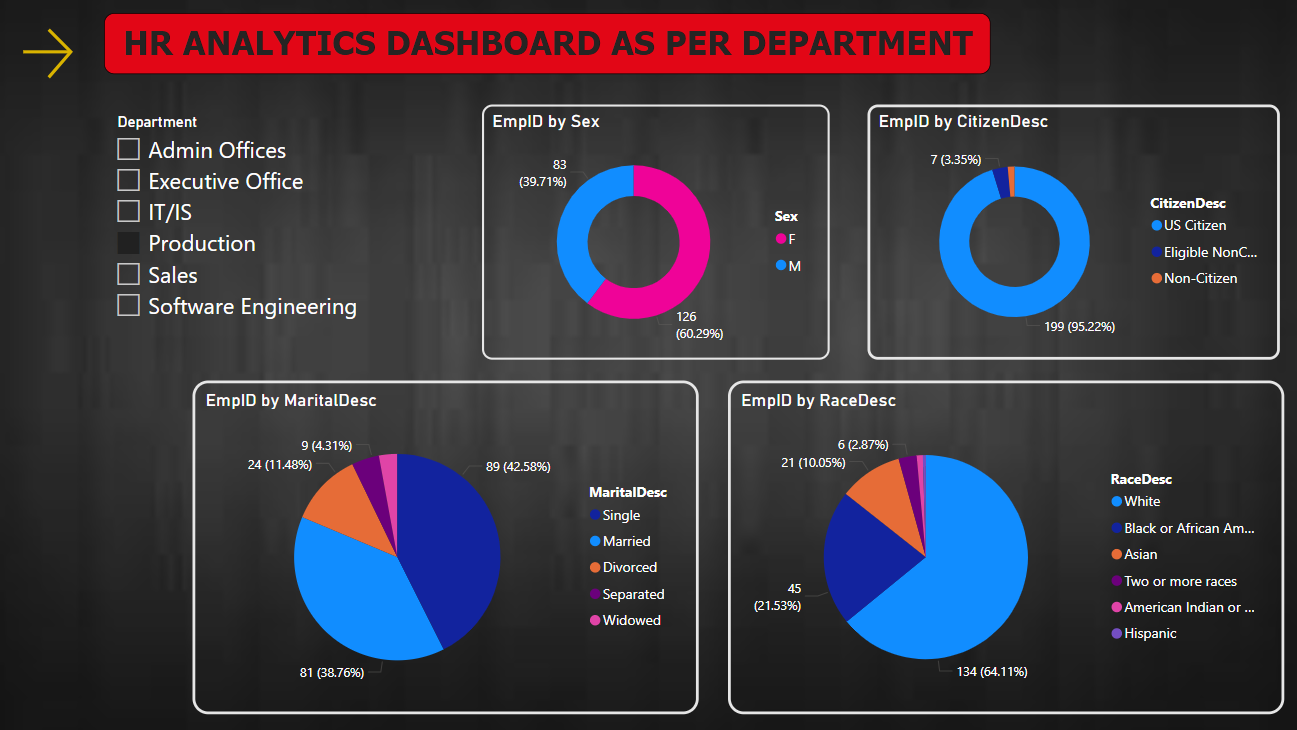 HR ANALYTICS DASHBOARD AS PER DEPARTMENT
Department
Admin Offices
Executive Office
IT/IS
Production
Sales
Software Engineering
EmpID by Sex
83
(39.71%)
126
(60.29%)
Sex
F
M
EmpID by CitizenDesc
7 (3.35%)
199 (95.22%)
CitizenDesc
US Citizen
Eligible NonC...
Non-Citizen
EmpID by MaritalDesc
9 (4.31%)
24 (11.48%)
89 (42.58%)
81 (38.76%)
MaritalDesc
Single
Married
Divorced
Separated
Widowed
EmpID by RaceDesc
6 (2.87%)
21 (10.05%)
45
(21.53%)
134 (64.11%)
RaceDesc
White
Black or African Am...
Asian
Two or more races
American Indian or ...
Hispanic